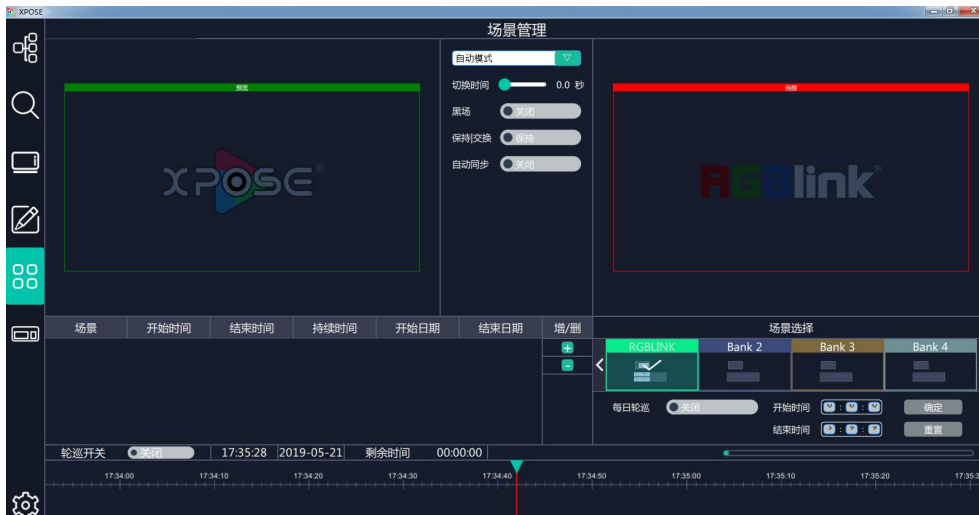 XPOSE
场景管理
预览
XPOSE®
自动模式
切换时间 0.0 秒
黑场 关闭
保持|交换 保持
自动同步 关闭
当前
RGBlink®
场景 开始时间 结束时间 持续时间 开始日期 结束日期 增/删
场景选择
RGBLINK Bank 2 Bank 3 Bank 4
每日轮巡 关闭 开始时间 : : 确定
结束时间 : : 重置
轮巡开关 关闭 17:35:28 2019-05-21 剩余时间 00:00:00
17:34:00 17:34:10 17:34:20 17:34:30 17:34:40 17:34:50 17:35:00 17:35:10 17:35:20 17:35:3